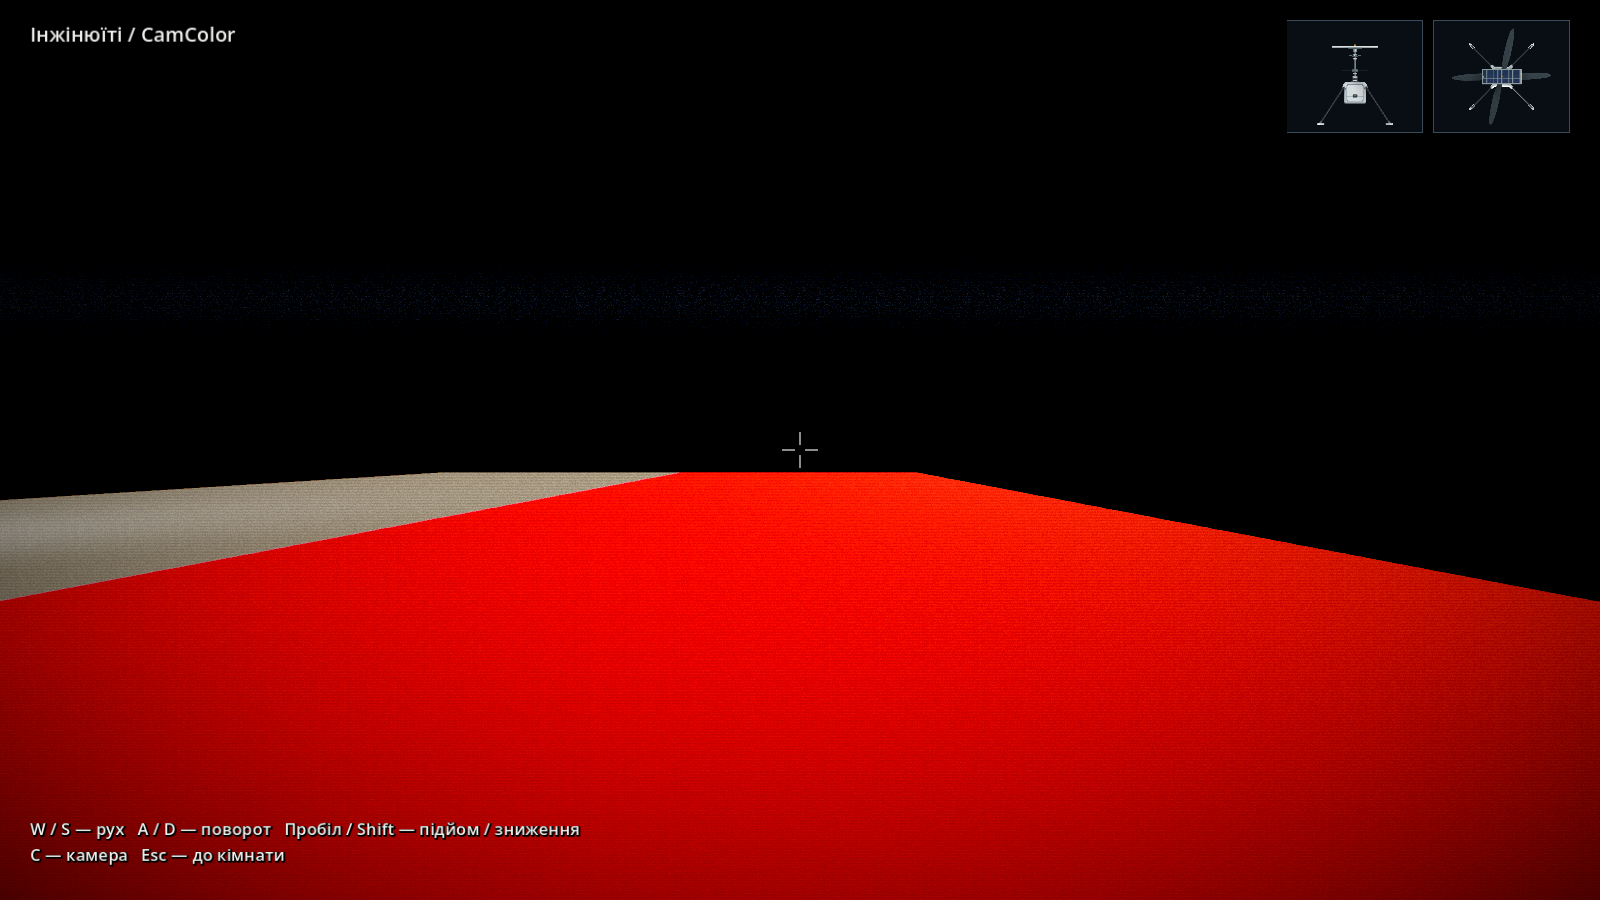 Інжінюїті / CamColor
W / S — рух   A / D — поворот   Пробіл / Shift — підйом / зниження
C — камера   Esc — до кімнати